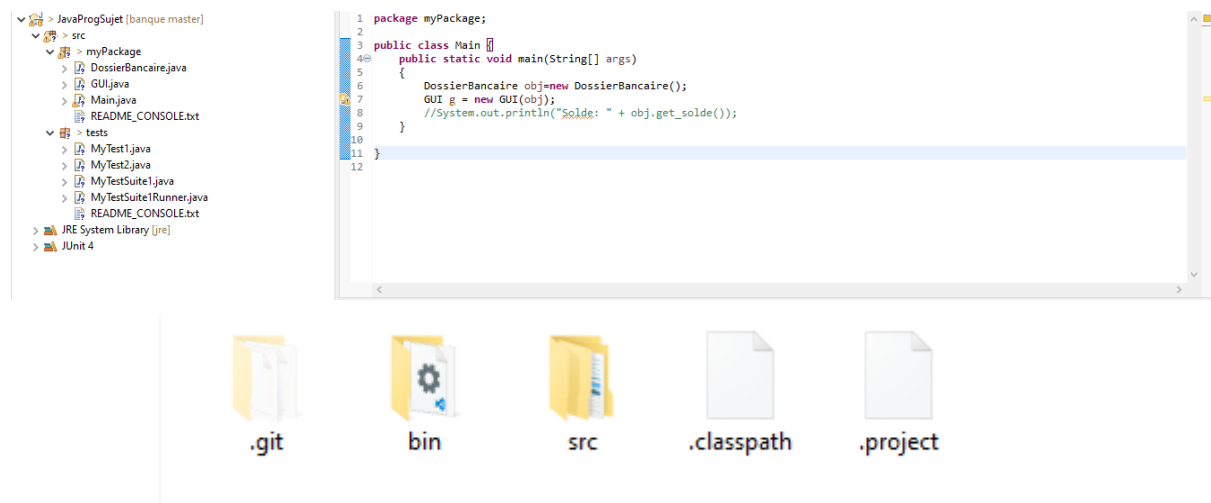 JavaProgSujet [banque master]
> src
> myPackage
DossierBancaire.java
GUI.java
Main.java
README_CONSOLE.txt
> tests
MyTest1.java
MyTest2.java
MyTestSuite1.java
MyTestSuite1Runner.java
README_CONSOLE.txt
JRE System Library [jre]
JUnit 4
1 package myPackage;
2
3 public class Main {
4 public static void main(String[] args)
5 {
6 DossierBancaire obj=new DossierBancaire();
7 GUI g = new GUI(obj);
8 //System.out.println("Solde: " + obj.get_solde());
9 }
10
11 }
12
.git
bin
src
.classpath
.project